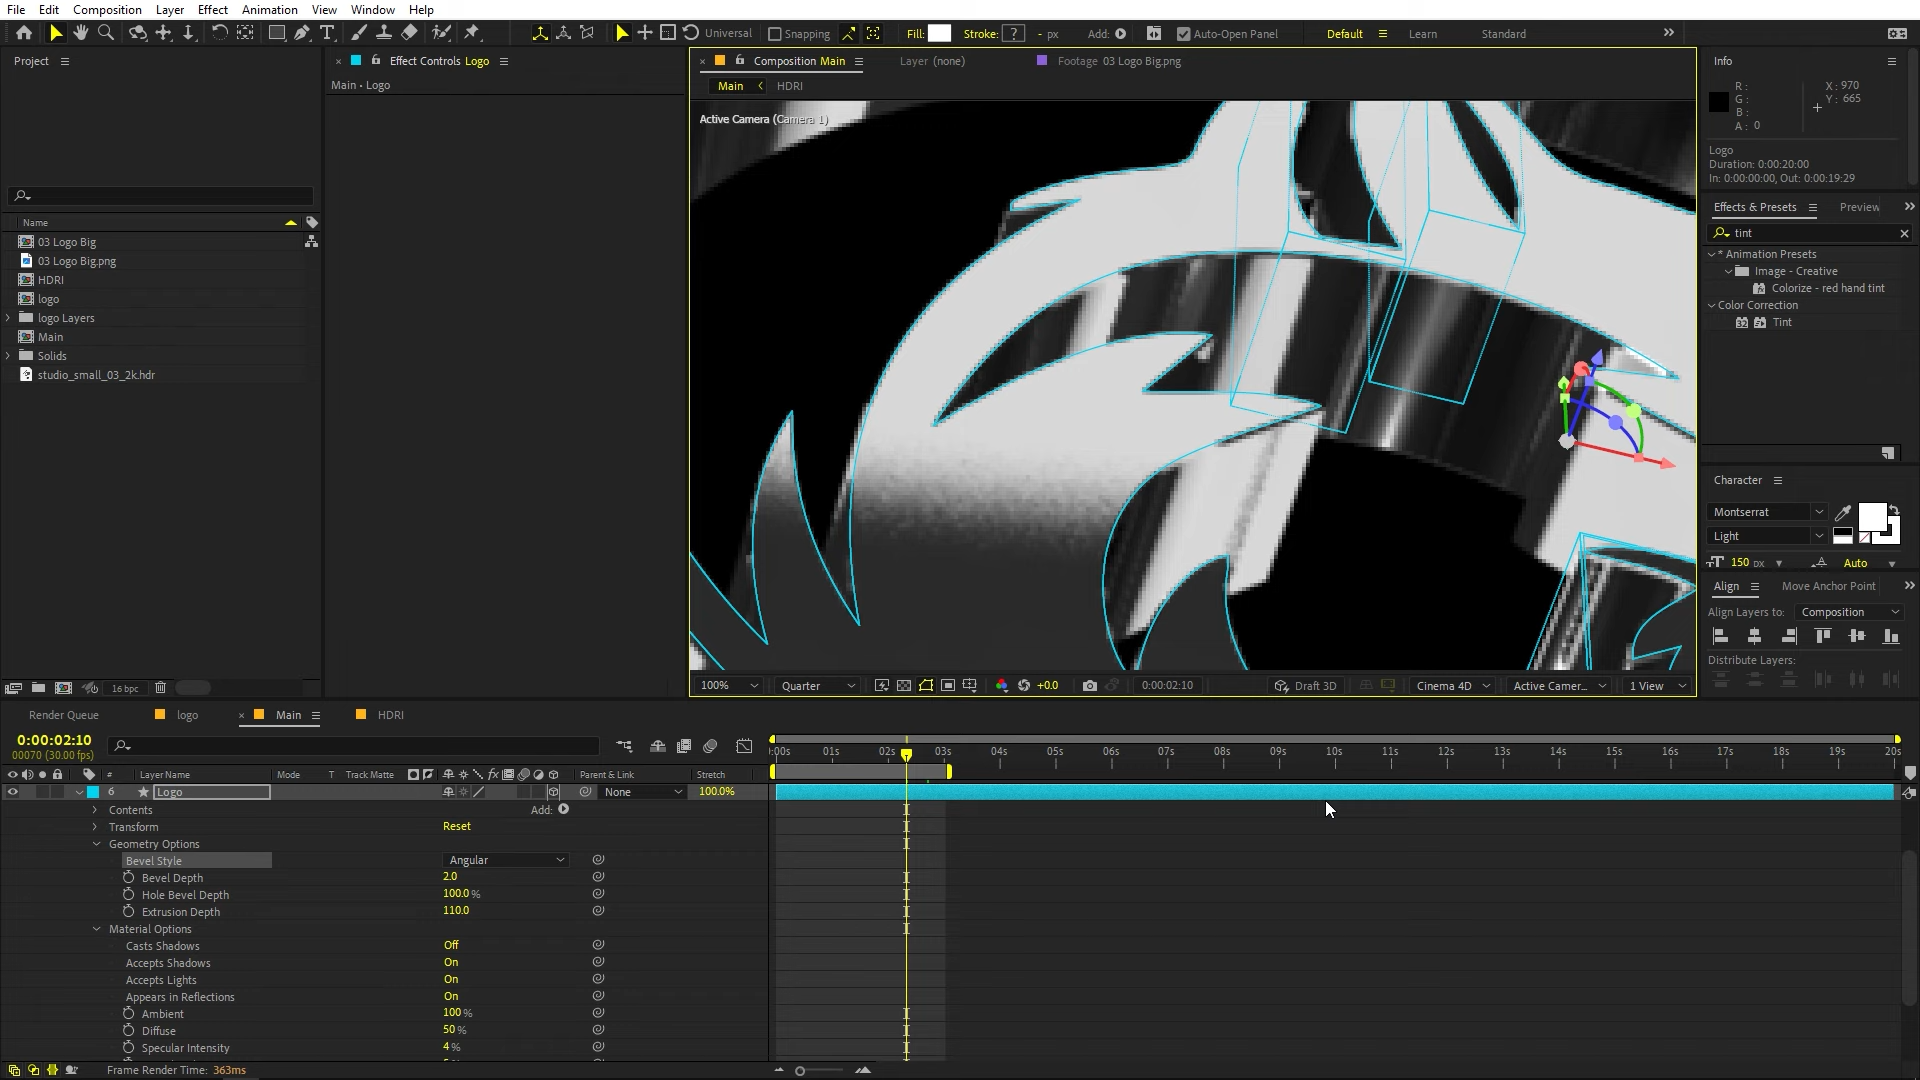 File Edit Composition Layer Effect Animation View Window Help
Universal Snapping Fill: Stroke: ? - px Add: Auto-Open Panel Default Learn Standard
Project
Name
03 Logo Big
03 Logo Big.png
HDRI
logo
logo Layers
Main
Solids
studio_small_03_2k.hdr
16 bpc
Effect Controls Logo
Main • Logo
Composition Main Layer (none) Footage 03 Logo Big.png
Main HDRI
Active Camera (Camera 1)
100% Quarter +0.0 0:00:02:10 Draft 3D Cinema 4D Active Camer... 1 View
Info
R : X : 970
G : Y : 665
B :
A : 0
Logo
Duration: 0:00:20:00
In: 0:00:00:00, Out: 0:00:19:29
Effects & Presets Preview
tint
* Animation Presets
Image - Creative
Colorize - red hand tint
Color Correction
32 Tint
Character
Montserrat
Light
150 px Auto
Align Move Anchor Point
Align Layers to: Composition
Distribute Layers:
Render Queue logo Main HDRI
0:00:02:10
00070 (30.00 fps)
:00s 01s 02s 03s 04s 05s 06s 07s 08s 09s 10s 11s 12s 13s 14s 15s 16s 17s 18s 19s 20s
# Layer Name Mode T Track Matte fx Parent & Link Stretch
6 Logo None 100.0%
Contents Add:
Transform Reset
Geometry Options
Bevel Style Angular
Bevel Depth 2.0
Hole Bevel Depth 100.0 %
Extrusion Depth 110.0
Material Options
Casts Shadows Off
Accepts Shadows On
Accepts Lights On
Appears in Reflections On
Ambient 100 %
Diffuse 50 %
Specular Intensity 4 %
Frame Render Time: 363ms